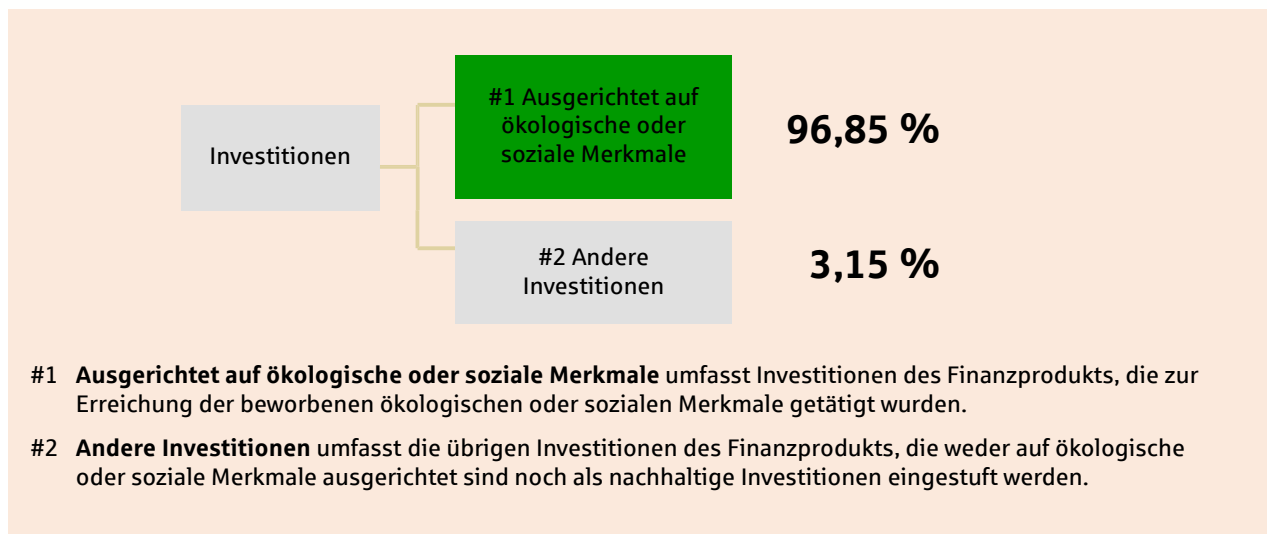 Investitionen
#1 Ausgerichtet auf
ökologische oder
soziale Merkmale
96,85 %
#2 Andere
Investitionen
3,15 %
#1 Ausgerichtet auf ökologische oder soziale Merkmale umfasst Investitionen des Finanzprodukts, die zur
Erreichung der beworbenen ökologischen oder sozialen Merkmale getätigt wurden.
#2 Andere Investitionen umfasst die übrigen Investitionen des Finanzprodukts, die weder auf ökologische
oder soziale Merkmale ausgerichtet sind noch als nachhaltige Investitionen eingestuft werden.